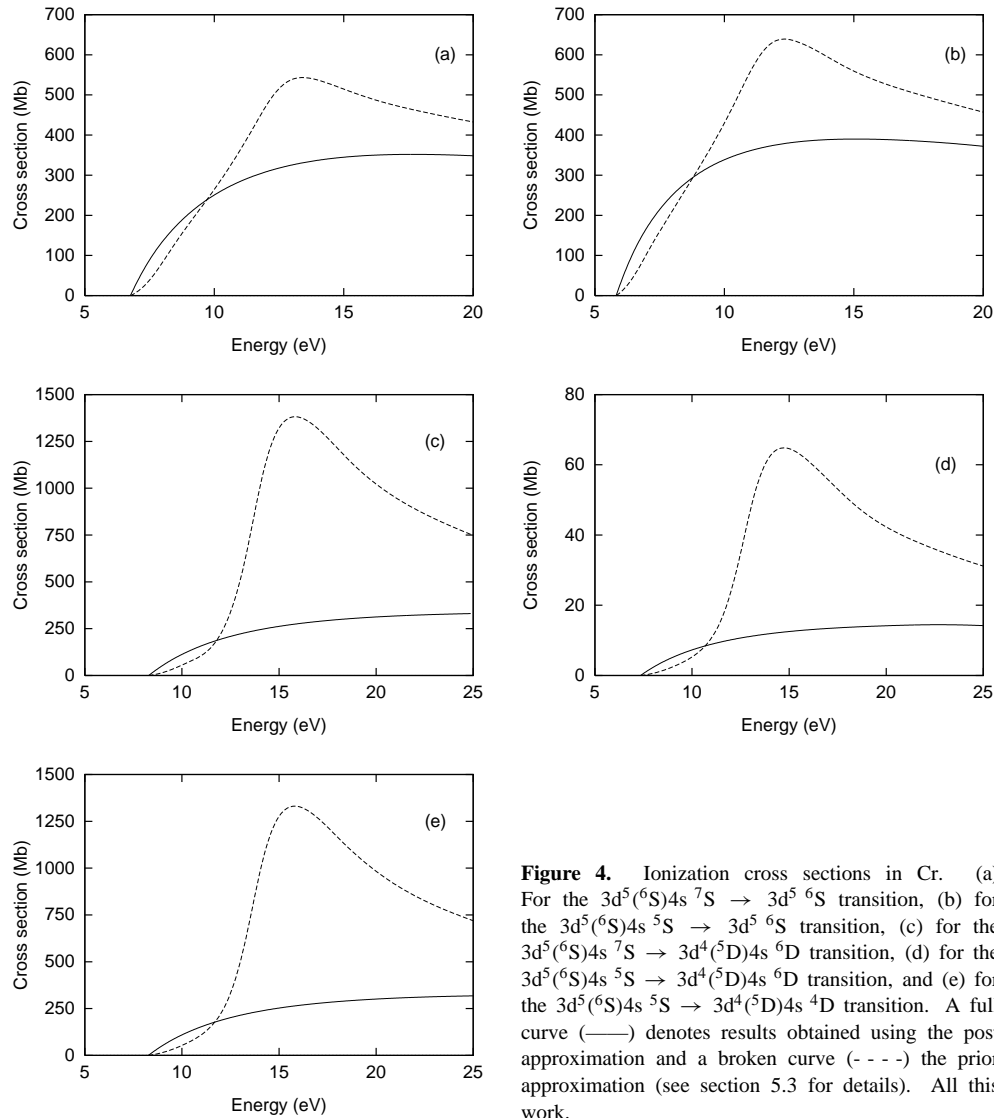 700
600
500
400
300
200
100
0
5
10
15
20
Cross section (Mb)
Energy (eV)
(a)
700
600
500
400
300
200
100
0
5
10
15
20
Cross section (Mb)
Energy (eV)
(b)
1500
1250
1000
750
500
250
0
5
10
15
20
25
Cross section (Mb)
Energy (eV)
(c)
80
60
40
20
0
5
10
15
20
25
Cross section (Mb)
Energy (eV)
(d)
1500
1250
1000
750
500
250
0
5
10
15
20
25
Cross section (Mb)
Energy (eV)
(e)
Figure 4. Ionization cross sections in Cr. (a)
For the 3d⁵(⁶S)4s ⁷S → 3d⁵ ⁶S transition, (b) for
the 3d⁵(⁶S)4s ⁵S → 3d⁵ ⁶S transition, (c) for the
3d⁵(⁶S)4s ⁷S → 3d⁴(⁵D)4s ⁶D transition, (d) for the
3d⁵(⁶S)4s ⁵S → 3d⁴(⁵D)4s ⁶D transition, and (e) for
the 3d⁵(⁶S)4s ⁵S → 3d⁴(⁵D)4s ⁴D transition. A full
curve (——) denotes results obtained using the post
approximation and a broken curve (- - - -) the prior
approximation (see section 5.3 for details). All this
work.